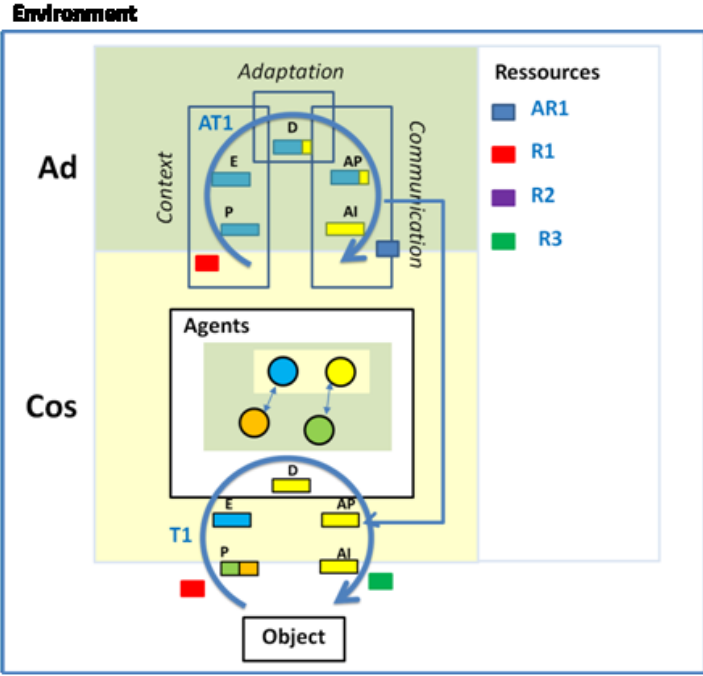 Environment
Adaptation
Ressources
AT1
D
AR1
Ad
E
AP
R1
Context
Communication
P
AI
R2
R3
Agents
Cos
D
E
AP
T1
P
AI
Object